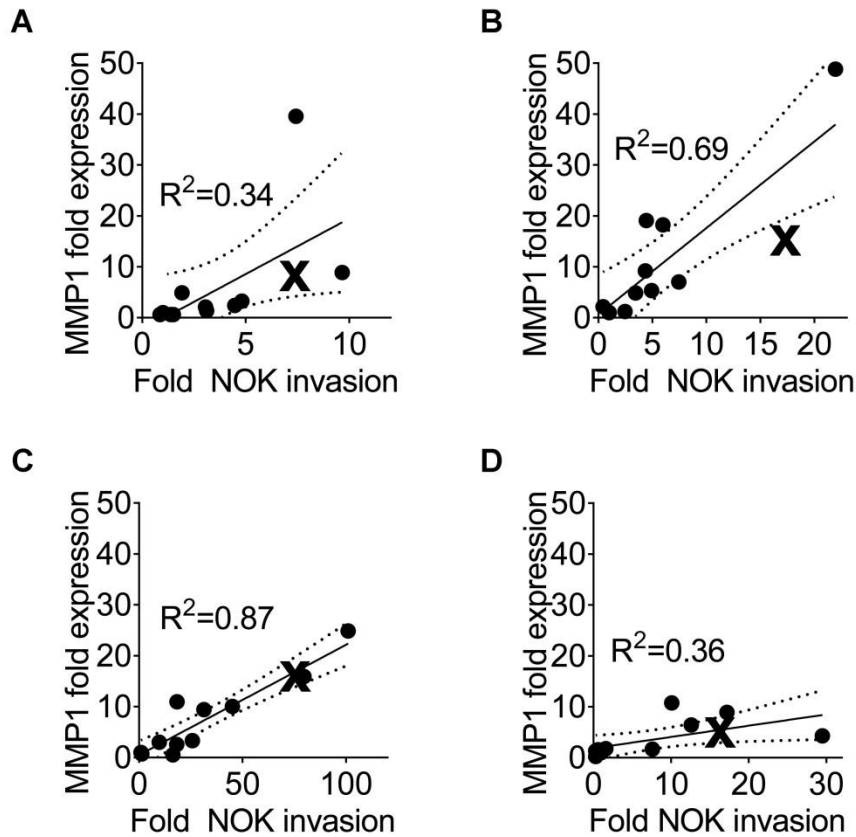 A
MMP1 fold expression
50
40
30
20
10
0
R²=0.34
X
0 5 10
Fold NOK invasion
B
MMP1 fold expression
50
40
30
20
10
0
R²=0.69
X
0 5 10 15 20
Fold NOK invasion
C
MMP1 fold expression
50
40
30
20
10
0
R²=0.87
X
0 50 100
Fold NOK invasion
D
MMP1 fold expression
50
40
30
20
10
0
R²=0.36
X
0 10 20 30
Fold NOK invasion